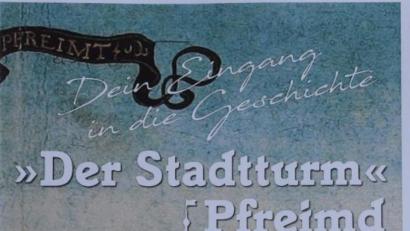 PFREIMT
Dein Eingang
in die Geschichte
»Der Stadtturm«
Pfreimd